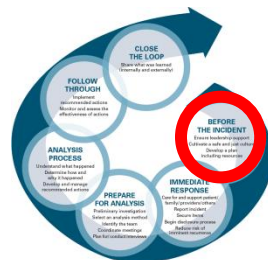 CLOSE
THE LOOP
Share what was learned
(internally and externally)
FOLLOW
THROUGH
Implement
recommended actions
Monitor and assess the
effectiveness of actions
BEFORE
THE INCIDENT
Ensure leadership support
Cultivate a safe and just culture
Develop a plan
including resources
ANALYSIS
PROCESS
Understand what happened
Determine how and
why it happened
Develop and manage
recommended actions
IMMEDIATE
RESPONSE
Care for and support patient/
family/providers/others
Report incident
Secure items
Begin disclosure process
Reduce risk of
imminent recurrence
PREPARE
FOR ANALYSIS
Preliminary investigation
Select an analysis method
Identify the team
Coordinate meetings
Plan for/conduct interviews